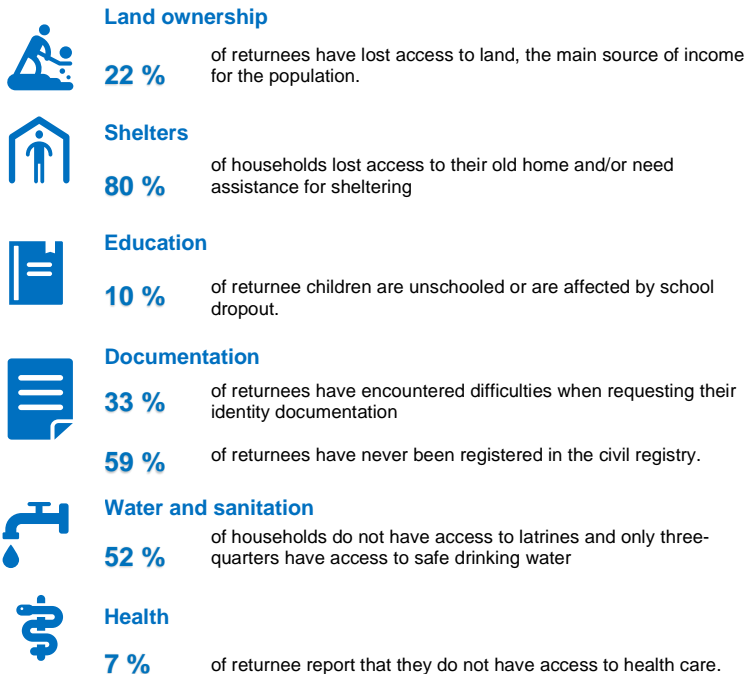 Land ownership
22 %
of returnees have lost access to land, the main source of income
for the population.
Shelters
80 %
of households lost access to their old home and/or need
assistance for sheltering
Education
10 %
of returnee children are unschooled or are affected by school
dropout.
Documentation
33 %
of returnees have encountered difficulties when requesting their
identity documentation
59 %
of returnees have never been registered in the civil registry.
Water and sanitation
52 %
of households do not have access to latrines and only three-
quarters have access to safe drinking water
Health
7 %
of returnee report that they do not have access to health care.